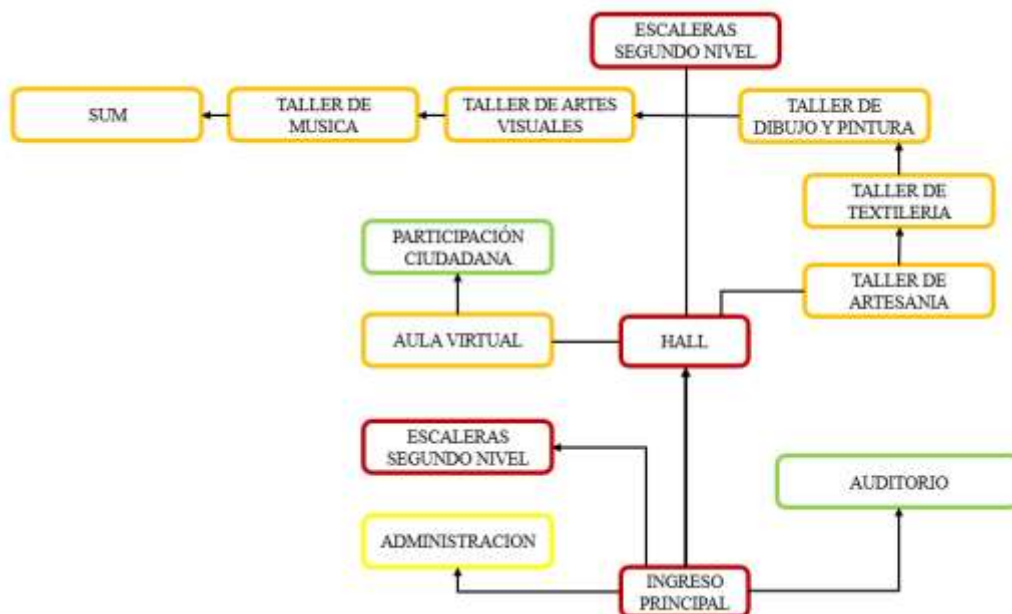 ESCALERAS
SEGUNDO NIVEL
SUM
TALLER DE
MUSICA
TALLER DE ARTES
VISUALES
TALLER DE
DIBUJO Y PINTURA
TALLER DE
TEXTILERIA
PARTICIPACIÓN
CIUDADANA
TALLER DE
ARTESANIA
AULA VIRTUAL
HALL
ESCALERAS
SEGUNDO NIVEL
AUDITORIO
ADMINISTRACION
INGRESO
PRINCIPAL